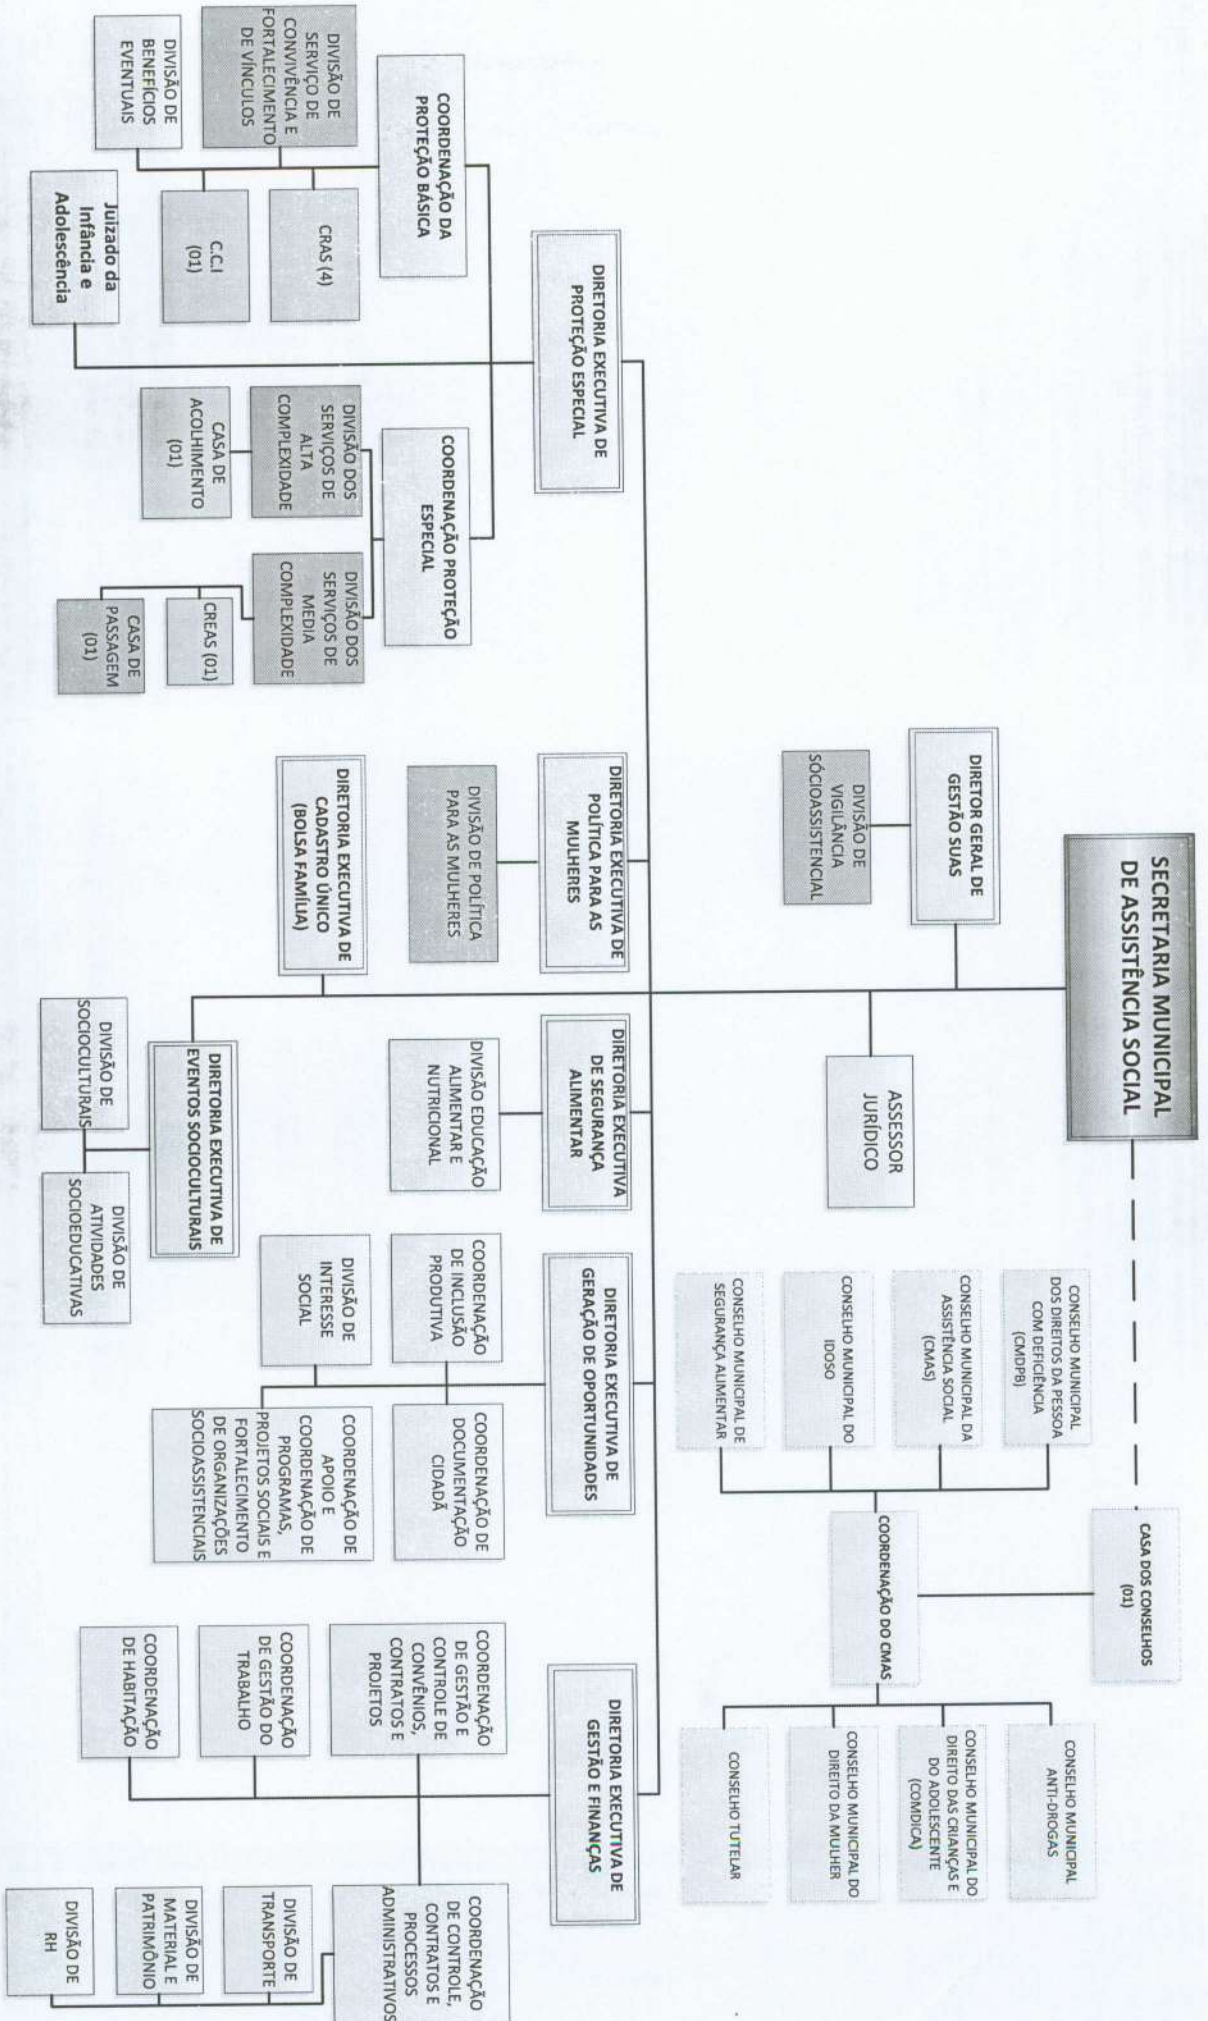 SECRETARIA MUNICIPAL
DE ASSISTÊNCIA SOCIAL
CASA DOS CONSELHOS
(01)
DIRETOR GERAL DE
GESTÃO SUAS
DIVISÃO DE
VIGILÂNCIA
SÓCIOASSISTENCIAL
ASSESSOR
JURÍDICO
CONSELHO MUNICIPAL
DOS DIREITOS DA PESSOA
COM DEFICIÊNCIA
(CMDPB)
CONSELHO MUNICIPAL DA
ASSISTÊNCIA SOCIAL
(CMAS)
CONSELHO MUNICIPAL DO
IDOSO
CONSELHO MUNICIPAL DE
SEGURANÇA ALIMENTAR
COORDENAÇÃO DO CMAS
CONSELHO MUNICIPAL
ANTI-DROGAS
CONSELHO MUNICIPAL DO
DIREITO DAS CRIANÇAS E
DO ADOLESCENTE
(COMDICA)
CONSELHO MUNICIPAL DO
DIREITO DA MULHER
CONSELHO TUTELAR
DIRETORIA EXECUTIVA DE
PROTEÇÃO ESPECIAL
COORDENAÇÃO DA
PROTEÇÃO BÁSICA
DIVISÃO DE
SERVIÇO DE
CONVIVÊNCIA E
FORTALECIMENTO
DE VÍNCULOS
DIVISÃO DE
BENEFÍCIOS
EVENTUAIS
CRAS (4)
C.C.I
(01)
Juizado da
Infância e
Adolescência
COORDENAÇÃO PROTEÇÃO
ESPECIAL
DIVISÃO DOS
SERVIÇOS DE
ALTA
COMPLEXIDADE
CASA DE
ACOLHIMENTO
(01)
DIVISÃO DOS
SERVIÇOS DE
MEDIA
COMPLEXIDADE
CREAS (01)
CASA DE
PASSAGEM
(01)
DIRETORIA EXECUTIVA DE
POLÍTICA PARA AS
MULHERES
DIVISÃO DE POLÍTICA
PARA AS MULHERES
DIRETORIA EXECUTIVA DE
CADASTRO ÚNICO
(BOLSA FAMÍLIA)
DIRETORIA EXECUTIVA
DE SEGURANÇA
ALIMENTAR
DIVISÃO EDUCAÇÃO
ALIMENTAR E
NUTRICIONAL
DIRETORIA EXECUTIVA DE
EVENTOS SOCIOCULTURAIS
DIVISÃO DE
SOCIOCULTURAIS
DIVISÃO DE
ATIVIDADES
SOCIOEDUCATIVAS
DIRETORIA EXECUTIVA DE
GERAÇÃO DE OPORTUNIDADES
COORDENAÇÃO
DE INCLUSÃO
PRODUTIVA
COORDENAÇÃO DE
DOCUMENTAÇÃO
CIDADÃ
DIVISÃO DE
INTERESSE
SOCIAL
COORDENAÇÃO DE
APOIO E
COORDENAÇÃO DE
PROGRAMAS,
PROJETOS SOCIAIS E
FORTALECIMENTO
DE ORGANIZAÇÕES
SOCIOASSISTENCIAIS
DIRETORIA EXECUTIVA DE
GESTÃO E FINANÇAS
COORDENAÇÃO
DE GESTÃO E
CONTROLE DE
CONVÊNIOS,
CONTRATOS E
PROJETOS
COORDENAÇÃO
DE GESTÃO DO
TRABALHO
COORDENAÇÃO
DE HABITAÇÃO
COORDENAÇÃO
DE CONTROLE,
CONTRATOS E
PROCESSOS
ADMINISTRATIVOS
DIVISÃO DE
TRANSPORTE
DIVISÃO DE
MATERIAL E
PATRIMÔNIO
DIVISÃO DE
RH